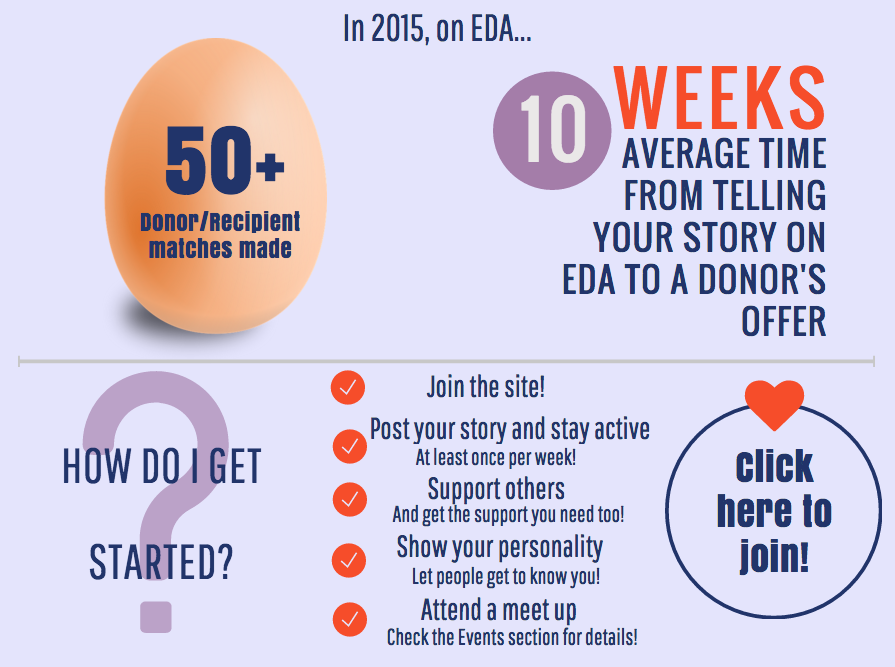 In 2015, on EDA...
50+
Donor/Recipient
matches made
10 WEEKS
AVERAGE TIME
FROM TELLING
YOUR STORY ON
EDA TO A DONOR'S
OFFER
HOW DO I GET
STARTED?
Join the site!
Post your story and stay active
At least once per week!
Support others
And get the support you need too!
Show your personality
Let people get to know you!
Attend a meet up
Check the Events section for details!
click
here to
join!